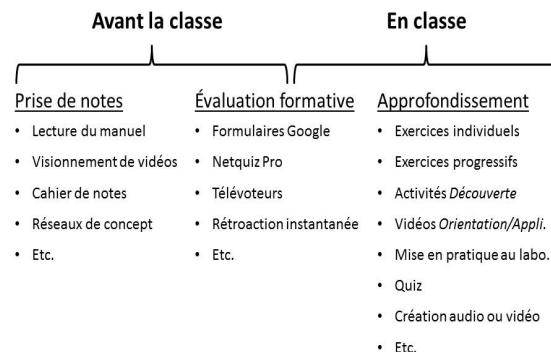 Avant la classe
En classe
Prise de notes
• Lecture du manuel
• Visionnement de vidéos
• Cahier de notes
• Réseaux de concept
• Etc.
Évaluation formative
• Formulaires Google
• Netquiz Pro
• Télévoteurs
• Rétroaction instantanée
• Etc.
Approfondissement
• Exercices individuels
• Exercices progressifs
• Activités Découverte
• Vidéos Orientation/Appli.
• Mise en pratique au labo.
• Quiz
• Création audio ou vidéo
• Etc.